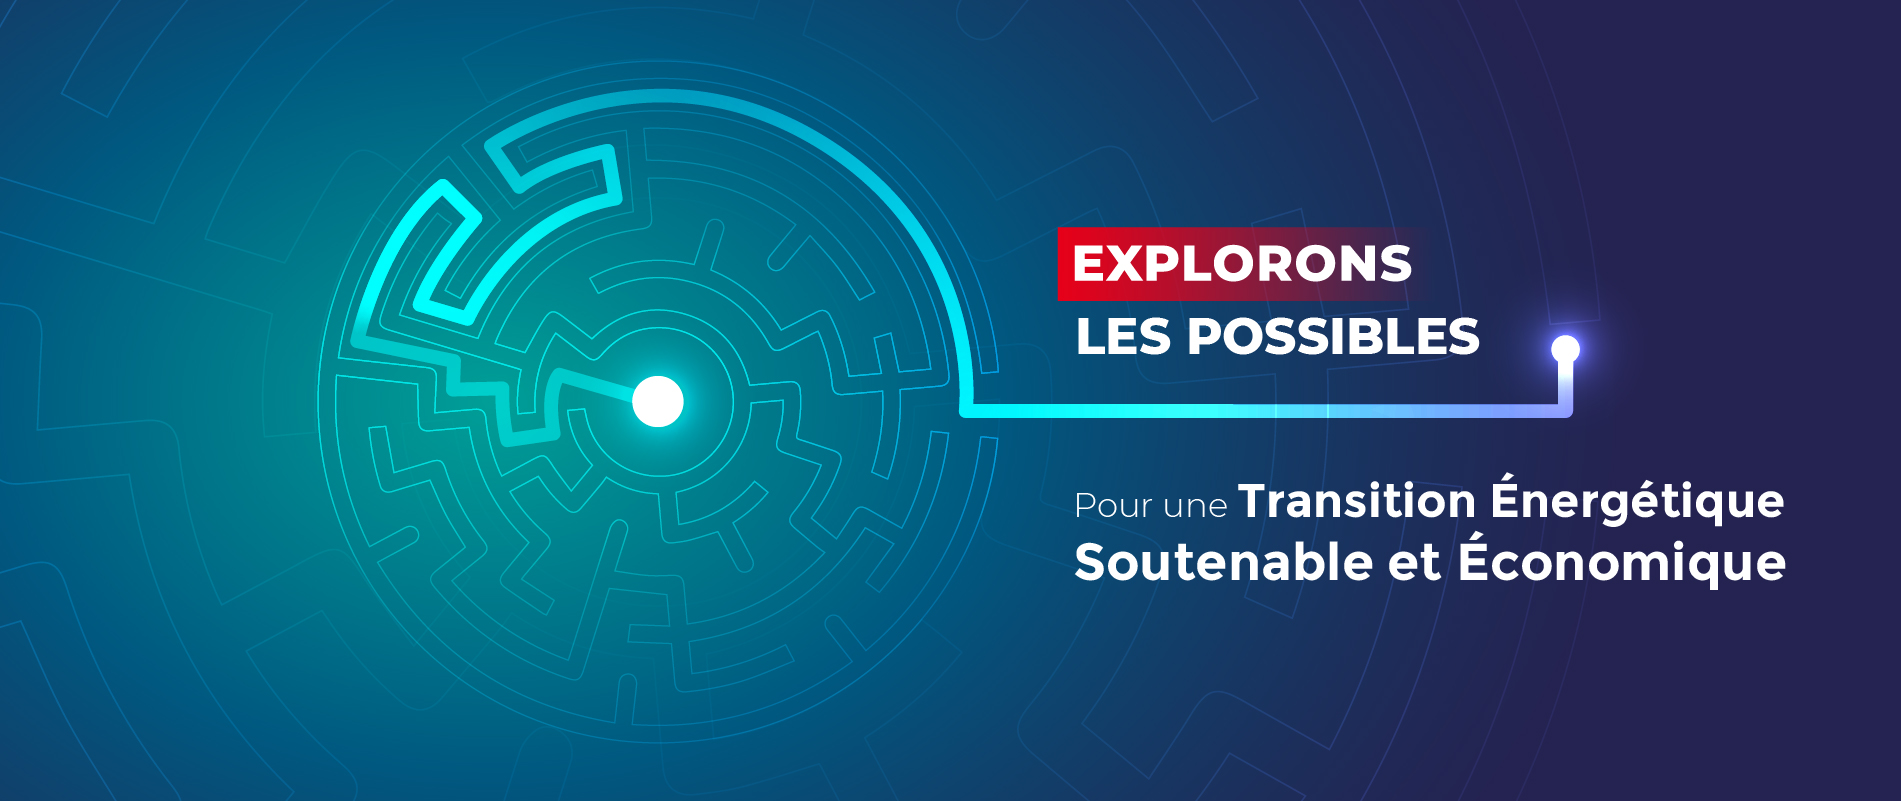 EXPLORONS
LES POSSIBLES
Pour une Transition Énergétique
Soutenable et Économique